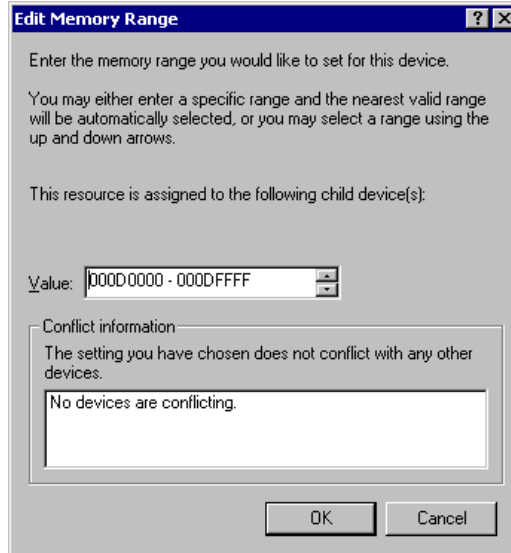 Edit Memory Range
Enter the memory range you would like to set for this device.
You may either enter a specific range and the nearest valid range
will be automatically selected, or you may select a range using the
up and down arrows.
This resource is assigned to the following child device(s):
Value: 000D0000 - 000DFFFF
Conflict information
The setting you have chosen does not conflict with any other
devices.
No devices are conflicting.
OK Cancel